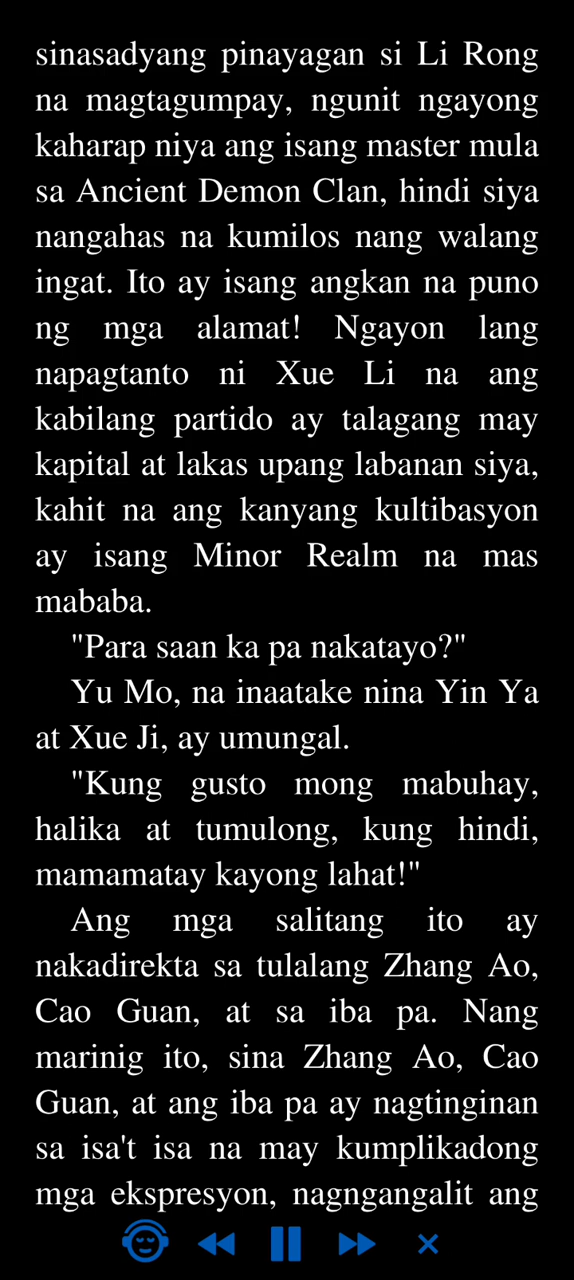 sinasadyang pinayagan si Li Rong
na magtagumpay, ngunit ngayong
kaharap niya ang isang master mula
sa Ancient Demon Clan, hindi siya
nangahas na kumilos nang walang
ingat. Ito ay isang angkan na puno
ng mga alamat! Ngayon lang
napagtanto ni Xue Li na ang
kabilang partido ay talagang may
kapital at lakas upang labanan siya,
kahit na ang kanyang kultibasyon
ay isang Minor Realm na mas
mababa.
"Para saan ka pa nakatayo?"
Yu Mo, na inaatake nina Yin Ya
at Xue Ji, ay umungal.
"Kung gusto mong mabuhay,
halika at tumulong, kung hindi,
mamamatay kayong lahat!"
Ang mga salitang ito ay
nakadirekta sa tulalang Zhang Ao,
Cao Guan, at sa iba pa. Nang
marinig ito, sina Zhang Ao, Cao
Guan, at ang iba pa ay nagtinginan
sa isa't isa na may kumplikadong
mga ekspresyon, nagngangalit ang